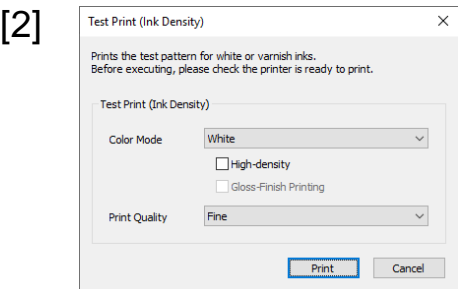 [2]
Test Print (Ink Density)
Prints the test pattern for white or varnish inks.
Before executing, please check the printer is ready to print.
Test Print (Ink Density)
Color Mode White
High-density
Gloss-Finish Printing
Print Quality Fine
Print Cancel